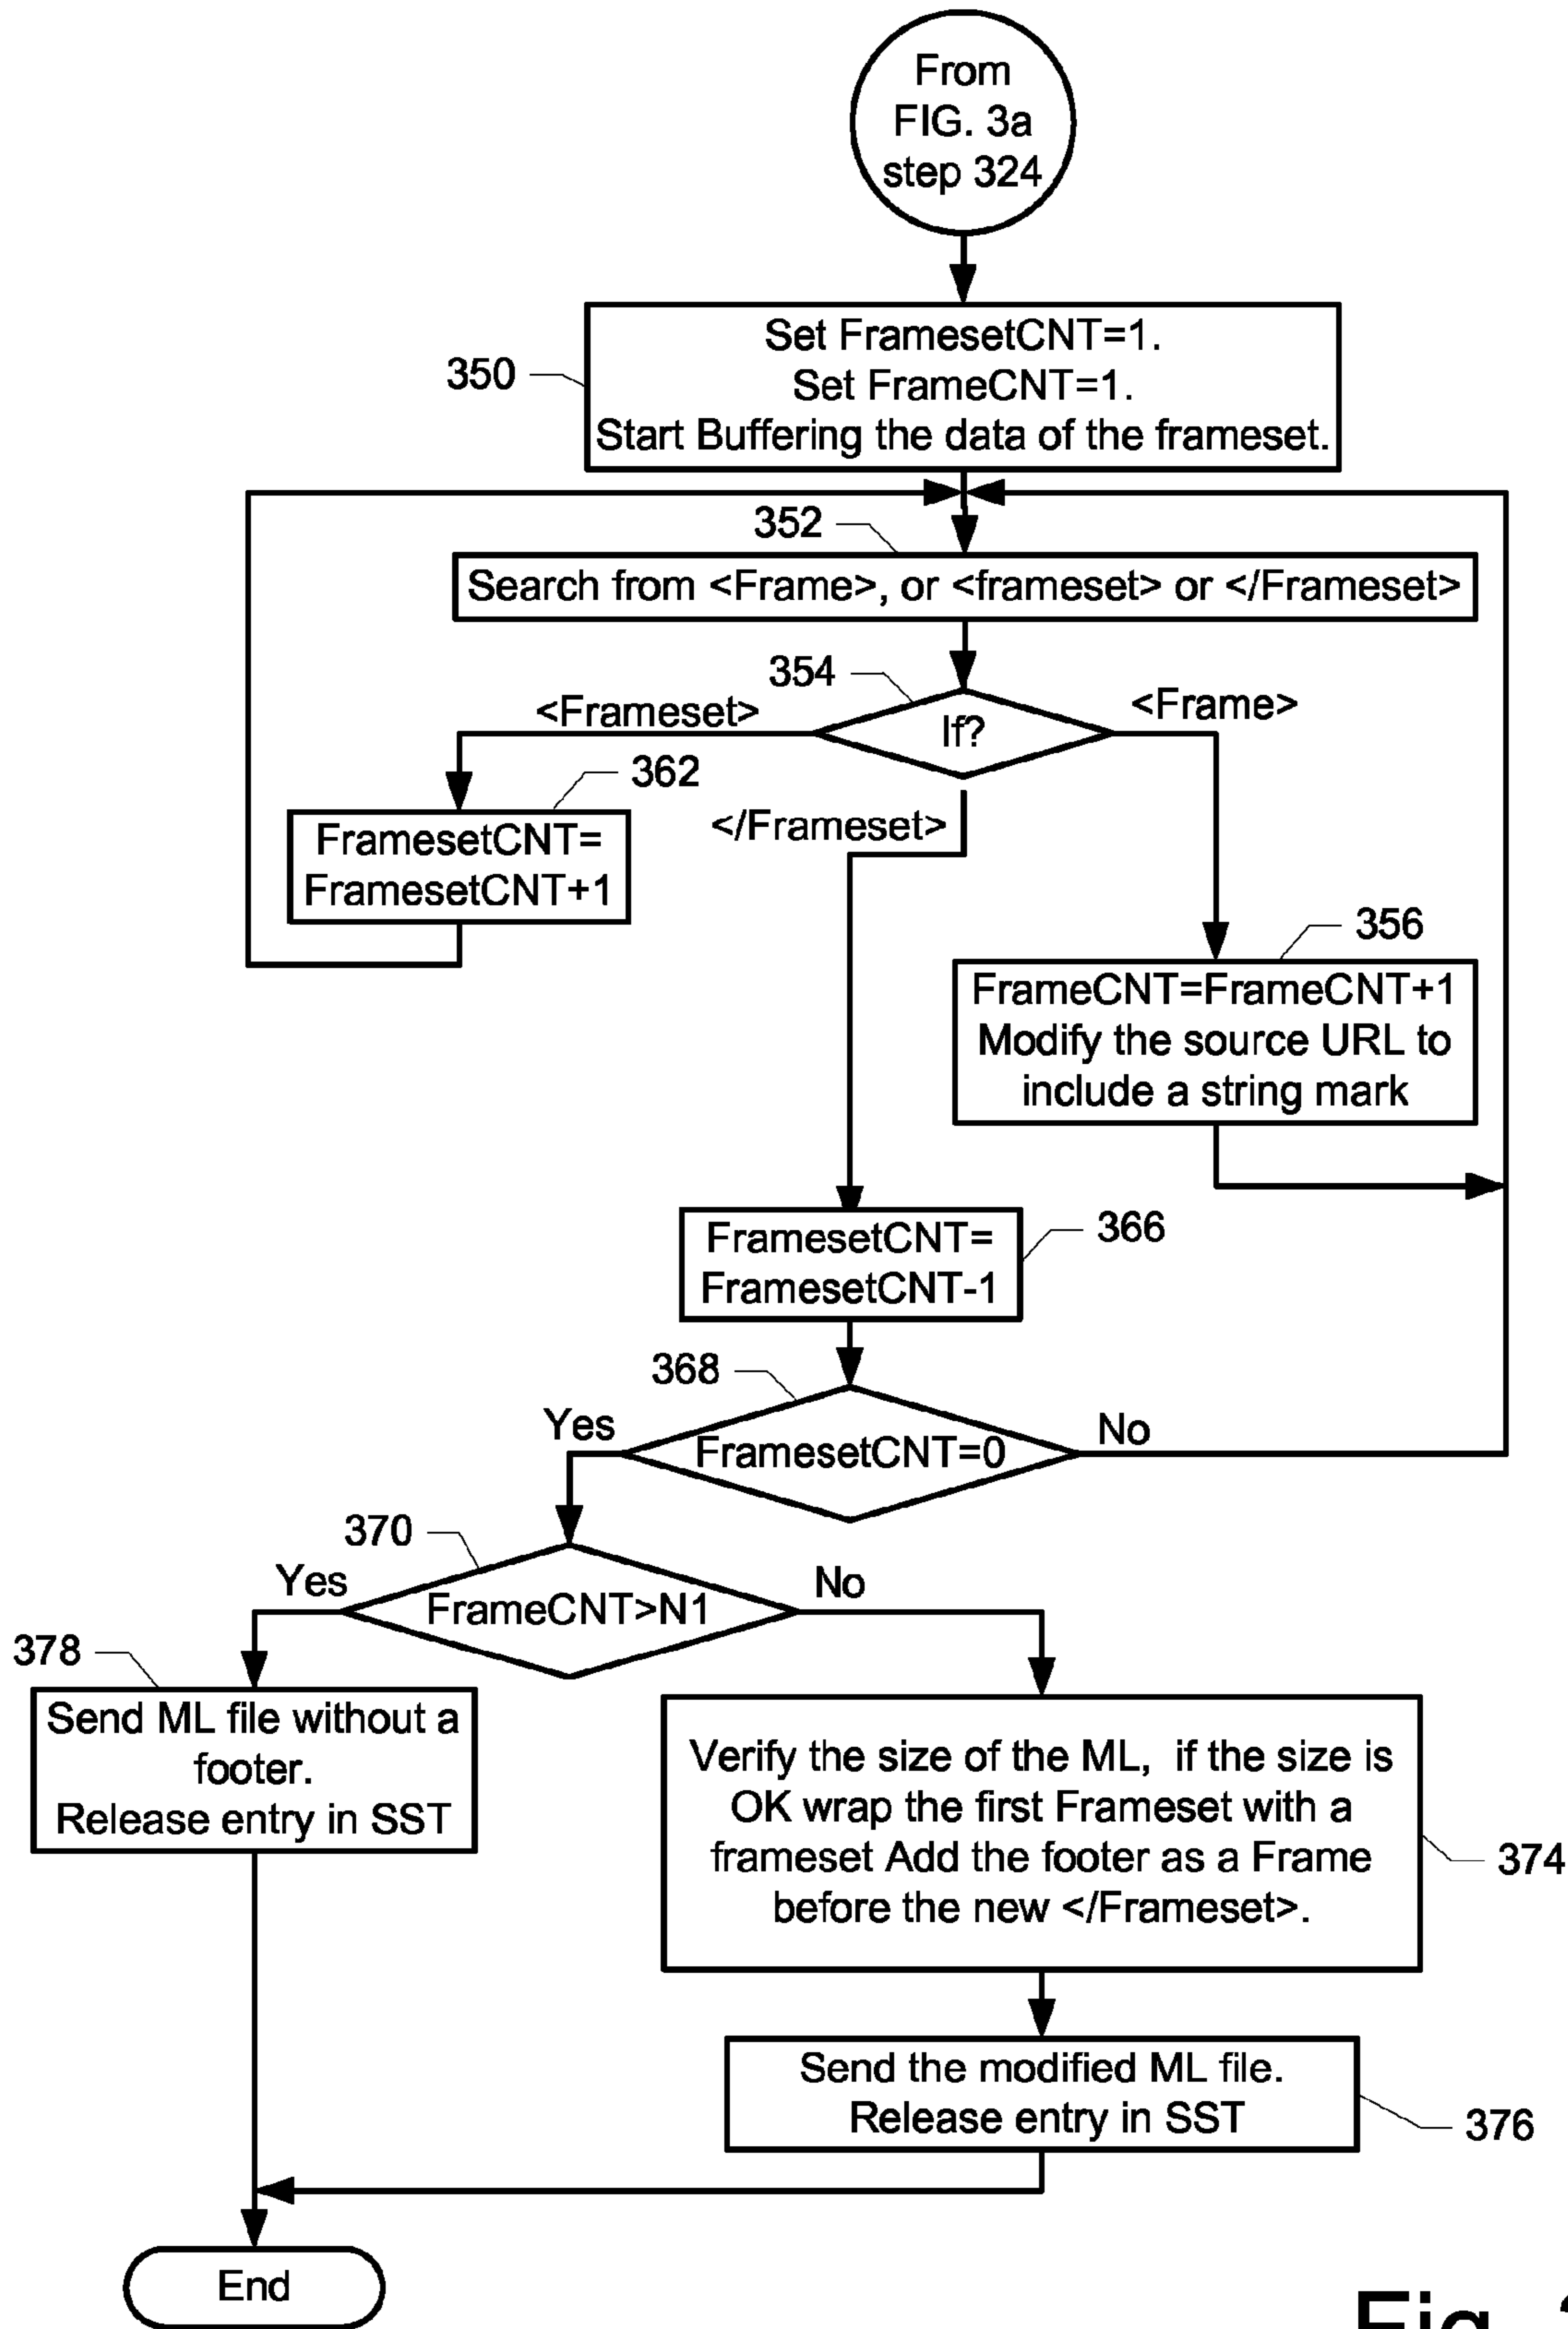 From
FIG. 3a
step 324
350
Set FramesetCNT=1.
Set FrameCNT=1.
Start Buffering the data of the frameset.
352
Search from <Frame>, or <frameset> or </Frameset>
354
<Frameset>
If?
<Frame>
362
FramesetCNT=
FramesetCNT+1
</Frameset>
356
FrameCNT=FrameCNT+1
Modify the source URL to
include a string mark
FramesetCNT=
FramesetCNT-1
366
368
Yes
FramesetCNT=0
No
370
Yes
FrameCNT>N1
No
378
Send ML file without a
footer.
Release entry in SST
Verify the size of the ML, if the size is
OK wrap the first Frameset with a
frameset Add the footer as a Frame
before the new </Frameset>.
374
Send the modified ML file.
Release entry in SST
376
End
Fig.